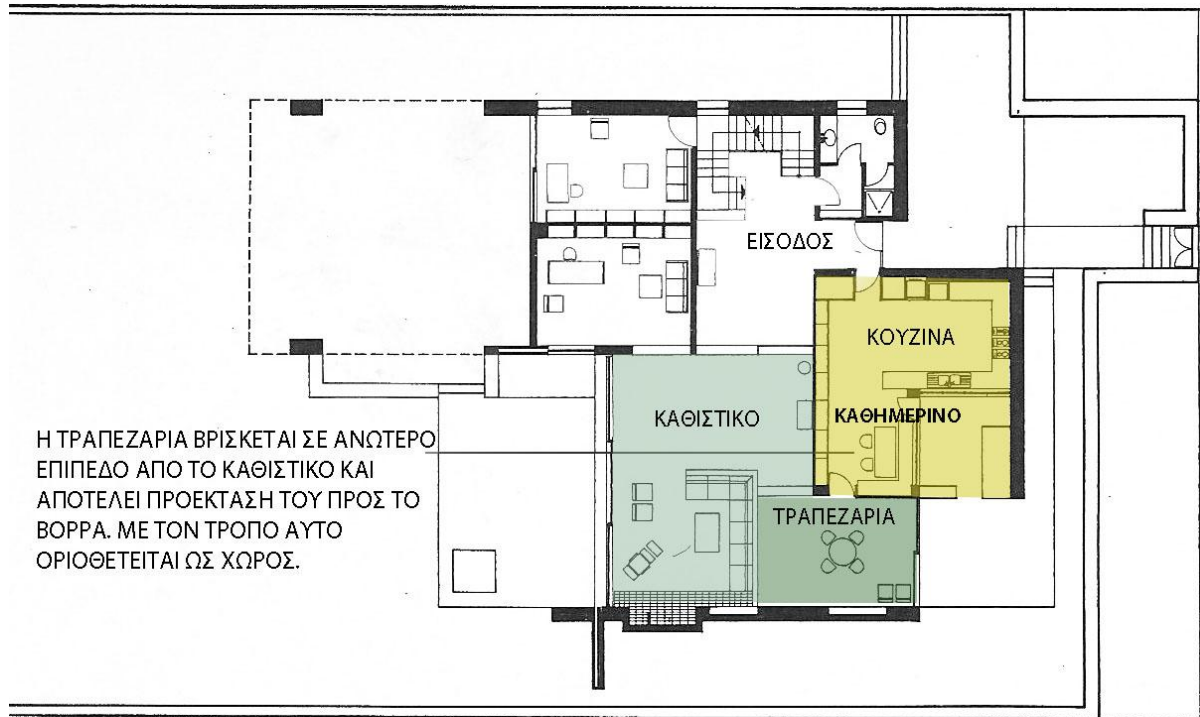 ΕΙΣΟΔΟΣ
ΚΟΥΖΙΝΑ
ΚΑΘΙΣΤΙΚΟ
ΚΑΘΗΜΕΡΙΝΟ
Η ΤΡΑΠΕΖΑΡΙΑ ΒΡΙΣΚΕΤΑΙ ΣΕ ΑΝΩΤΕΡΟ
ΕΠΙΠΕΔΟ ΑΠΟ ΤΟ ΚΑΘΙΣΤΙΚΟ ΚΑΙ
ΑΠΟΤΕΛΕΙ ΠΡΟΕΚΤΑΣΗ ΤΟΥ ΠΡΟΣ ΤΟ
ΒΟΡΡΑ. ΜΕ ΤΟΝ ΤΡΟΠΟ ΑΥΤΟ
ΟΡΙΟΘΕΤΕΙΤΑΙ ΩΣ ΧΩΡΟΣ.
ΤΡΑΠΕΖΑΡΙΑ